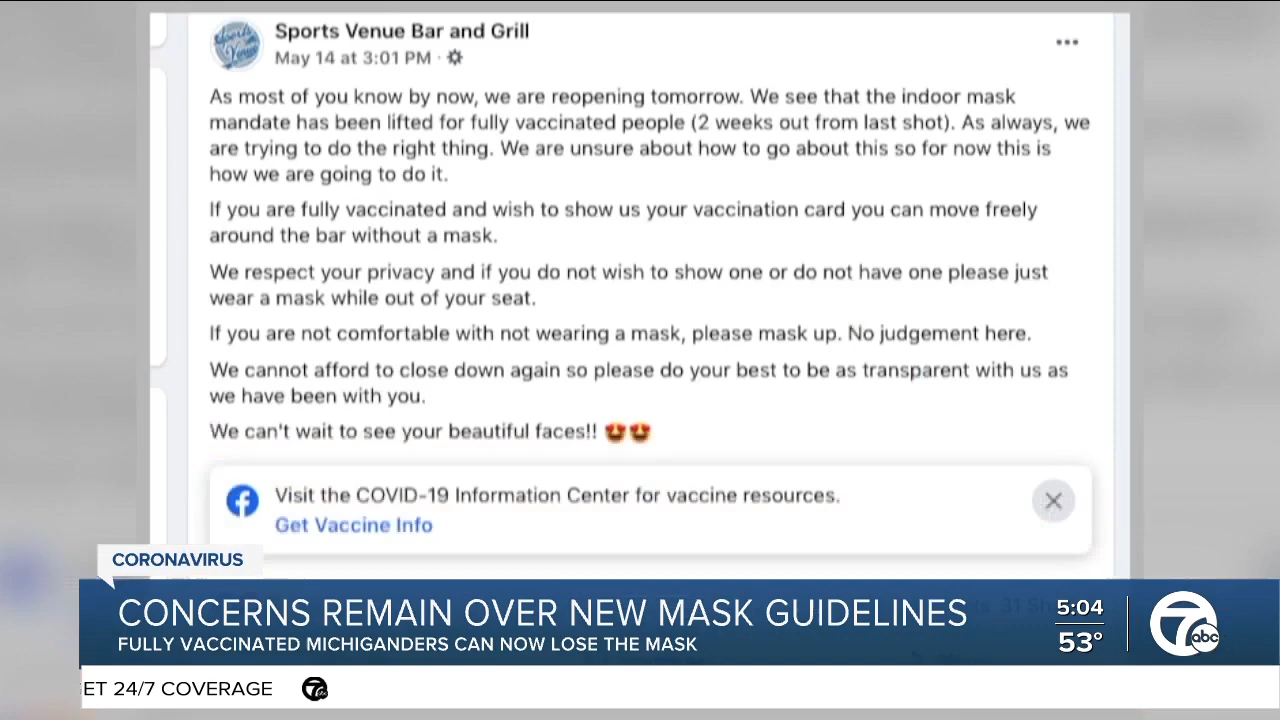 Sports Venue Bar and Grill
May 14 at 3:01 PM ·
As most of you know by now, we are reopening tomorrow. We see that the indoor mask
mandate has been lifted for fully vaccinated people (2 weeks out from last shot). As always, we
are trying to do the right thing. We are unsure about how to go about this so for now this is
how we are going to do it.
If you are fully vaccinated and wish to show us your vaccination card you can move freely
around the bar without a mask.
We respect your privacy and if you do not wish to show one or do not have one please just
wear a mask while out of your seat.
If you are not comfortable with not wearing a mask, please mask up. No judgement here.
We cannot afford to close down again so please do your best to be as transparent with us as
we have been with you.
We can't wait to see your beautiful faces!! 😍😍
Visit the COVID-19 Information Center for vaccine resources.
Get Vaccine Info
CORONAVIRUS
CONCERNS REMAIN OVER NEW MASK GUIDELINES
FULLY VACCINATED MICHIGANDERS CAN NOW LOSE THE MASK
5:04
53°
7 abc
ET 24/7 COVERAGE